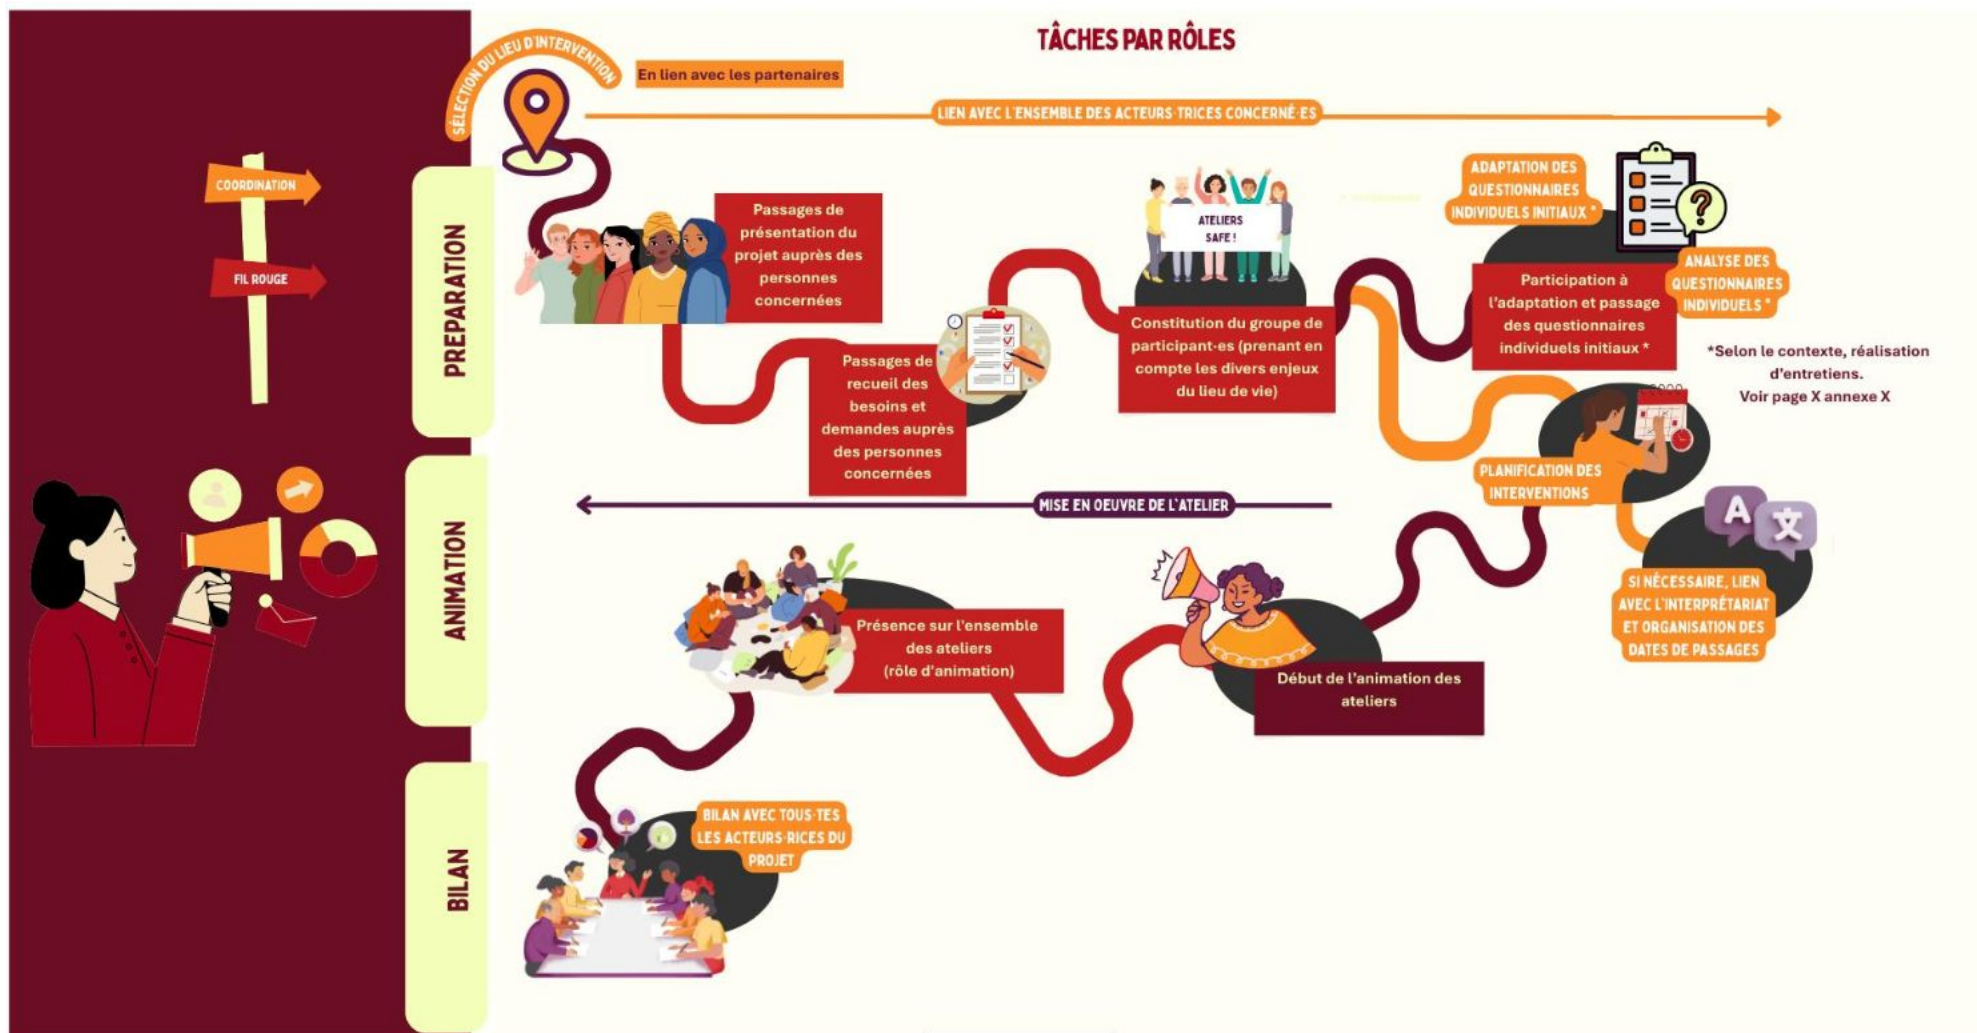 TÂCHES PAR RÔLES
SÉLECTION DU LIEU D'INTERVENTION
En lien avec les partenaires
LIEN AVEC L'ENSEMBLE DES ACTEURS·TRICES CONCERNÉ·ES
COORDINATION
FIL ROUGE
PREPARATION
Passages de
présentation du
projet auprès des
personnes
concernées
Passages de
recueil des
besoins et
demandes auprès
des personnes
concernées
ATELIERS
SAFE !
Constitution du groupe de
participant·es (prenant en
compte les divers enjeux
du lieu de vie)
ADAPTATION DES
QUESTIONNAIRES
INDIVIDUELS INITIAUX *
?
Participation à
l'adaptation et passage
des questionnaires
individuels initiaux *
ANALYSE DES
QUESTIONNAIRES
INDIVIDUELS *
*Selon le contexte, réalisation
d'entretiens.
Voir page X annexe X
PLANIFICATION DES
INTERVENTIONS
A 文
SI NÉCESSAIRE, LIEN
AVEC L'INTERPRÉTARIAT
ET ORGANISATION DES
DATES DE PASSAGES
ANIMATION
MISE EN OEUVRE DE L'ATELIER
Début de l'animation des
ateliers
Présence sur l'ensemble
des ateliers
(rôle d'animation)
BILAN
BILAN AVEC TOUS·TES
LES ACTEURS·RICES DU
PROJET